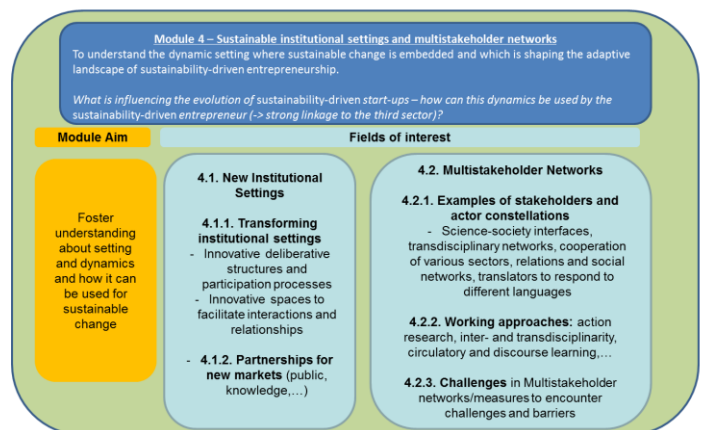 Module 4 – Sustainable institutional settings and multistakeholder networks
To understand the dynamic setting where sustainable change is embedded and which is shaping the adaptive
landscape of sustainability-driven entrepreneurship.
What is influencing the evolution of sustainability-driven start-ups – how can this dynamics be used by the
sustainability-driven entrepreneur (-> strong linkage to the third sector)?
Module Aim
Fields of interest
Foster
understanding
about setting
and dynamics
and how it can
be used for
sustainable
change
4.1. New Institutional
Settings
4.1.1. Transforming
institutional settings
- Innovative deliberative
structures and
participation processes
- Innovative spaces to
facilitate interactions and
relationships
- 4.1.2. Partnerships for
new markets (public,
knowledge,…)
4.2. Multistakeholder Networks
4.2.1. Examples of stakeholders and
actor constellations
- Science-society interfaces,
transdisciplinary networks, cooperation
of various sectors, relations and social
networks, translators to respond to
different languages
4.2.2. Working approaches: action
research, inter- and transdisciplinarity,
circulatory and discourse learning,…
4.2.3. Challenges in Multistakeholder
networks/measures to encounter
challenges and barriers